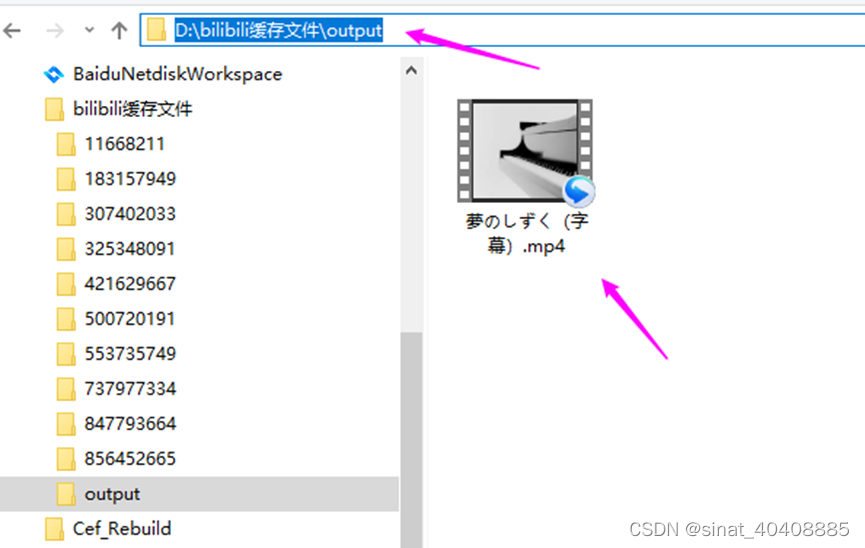 D:\bilibili缓存文件\output
BaiduNetdiskWorkspace
bilibili缓存文件
11668211
183157949
307402033
325348091
421629667
500720191
553735749
737977334
847793664
856452665
output
Cef_Rebuild
夢のしずく（字
幕）.mp4
CSDN @sinat_40408885